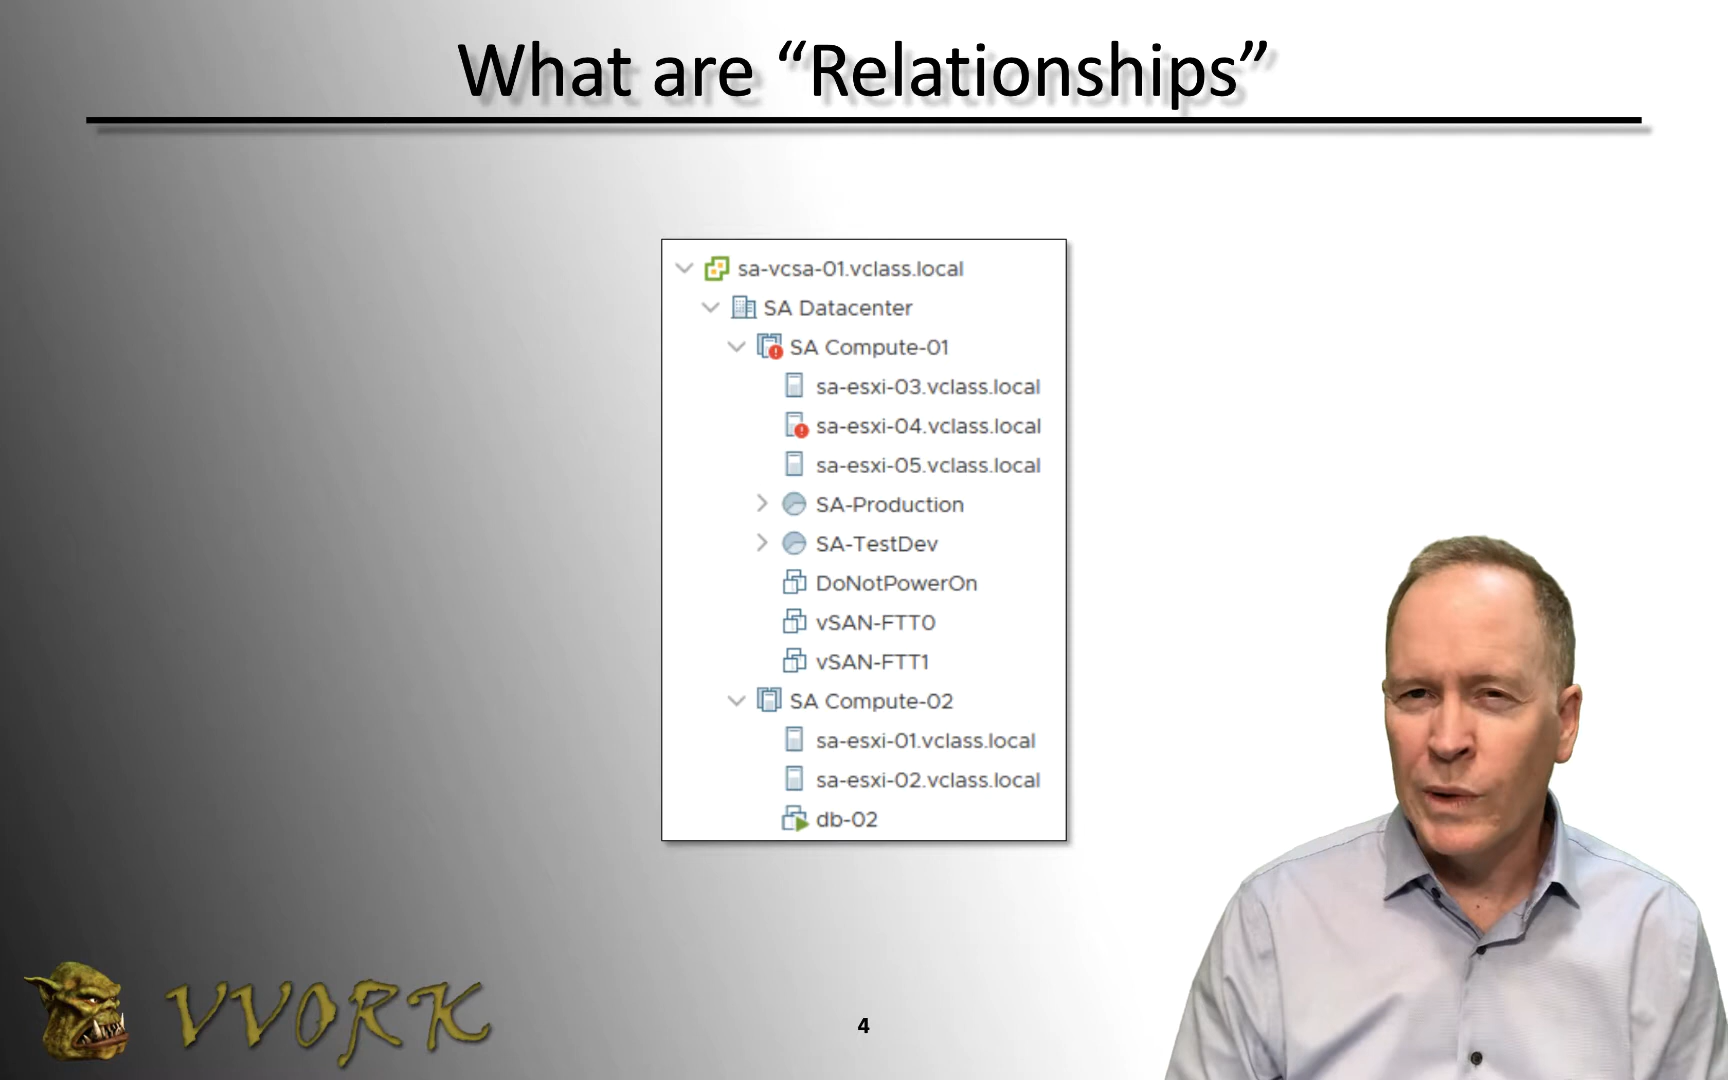 What are “Relationships”
sa-vcsa-01.vclass.local
SA Datacenter
SA Compute-01
sa-esxi-03.vclass.local
sa-esxi-04.vclass.local
sa-esxi-05.vclass.local
SA-Production
SA-TestDev
DoNotPowerOn
vSAN-FTT0
vSAN-FTT1
SA Compute-02
sa-esxi-01.vclass.local
sa-esxi-02.vclass.local
db-02
VVORK
4